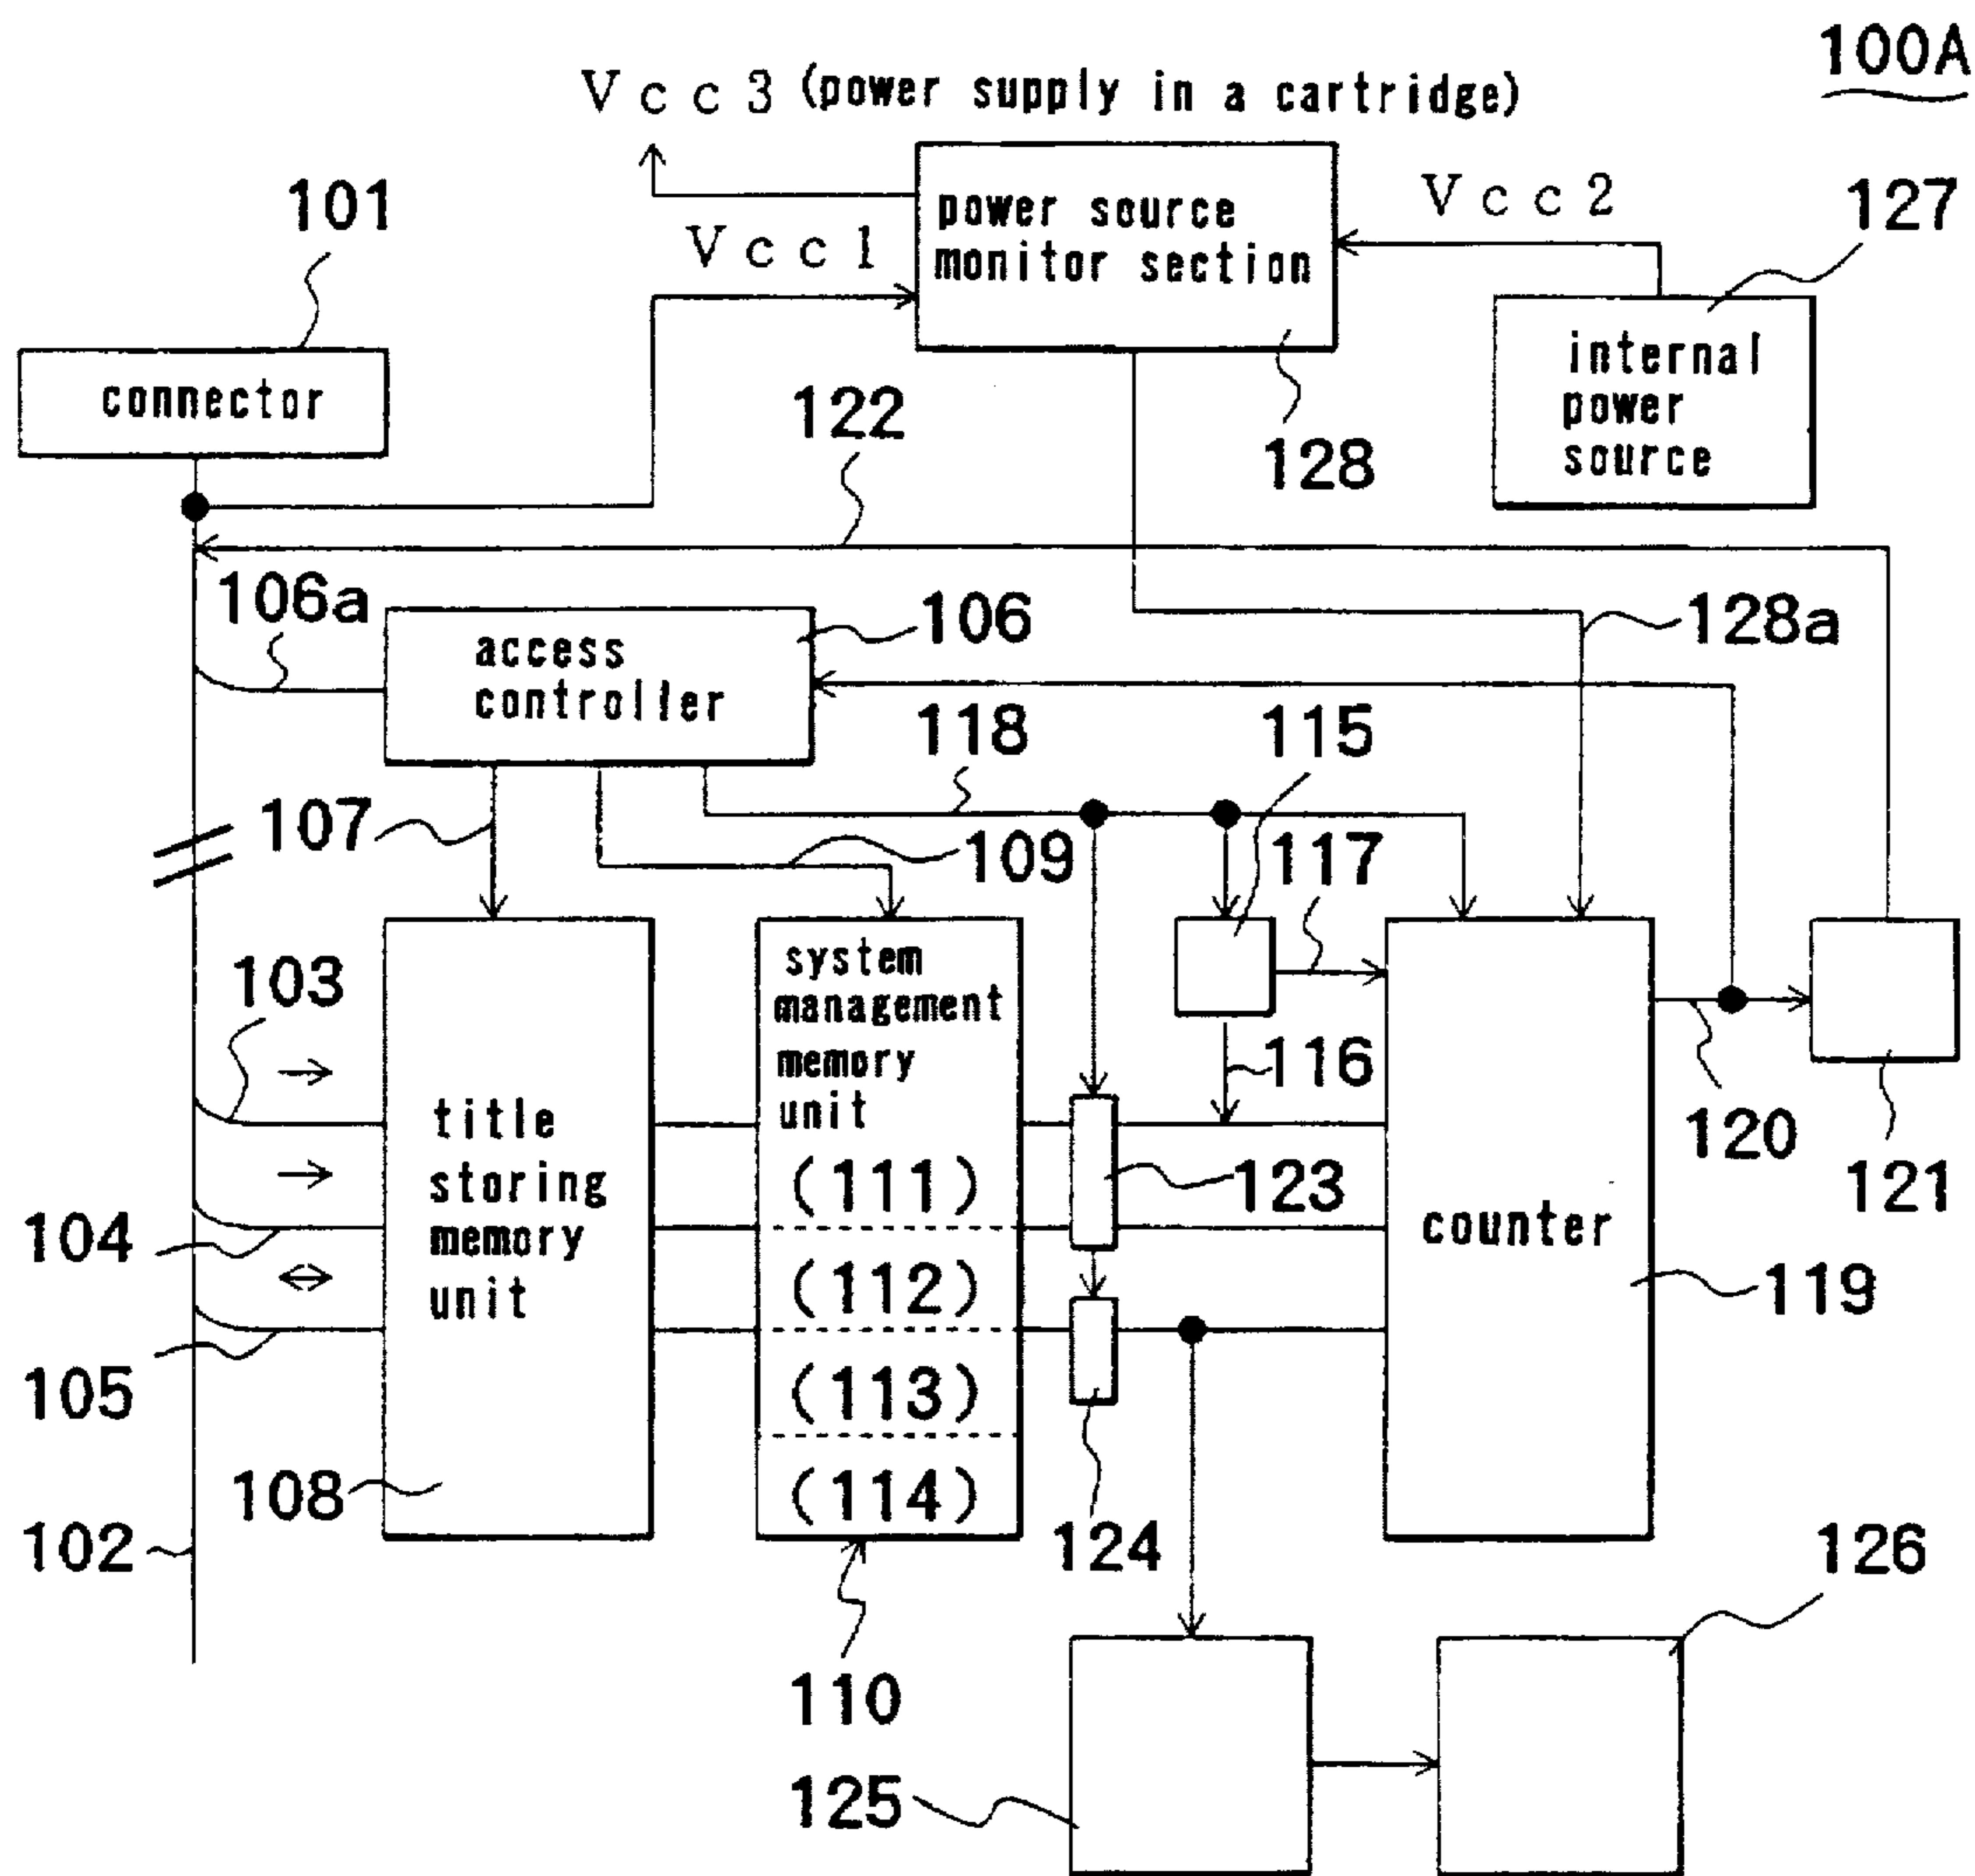 100A
Vcc3 (power supply in a cartridge)
101
power source
monitor section
Vcc1
Vcc2
127
connector
internal
power
source
122
128
106a
access
controller
106
128a
118
115
107
109
117
103
system
management
memory
unit
116
title
storing
memory
unit
(111)
123
120
121
104
(112)
counter
119
105
(113)
108
(114)
102
124
126
110
125